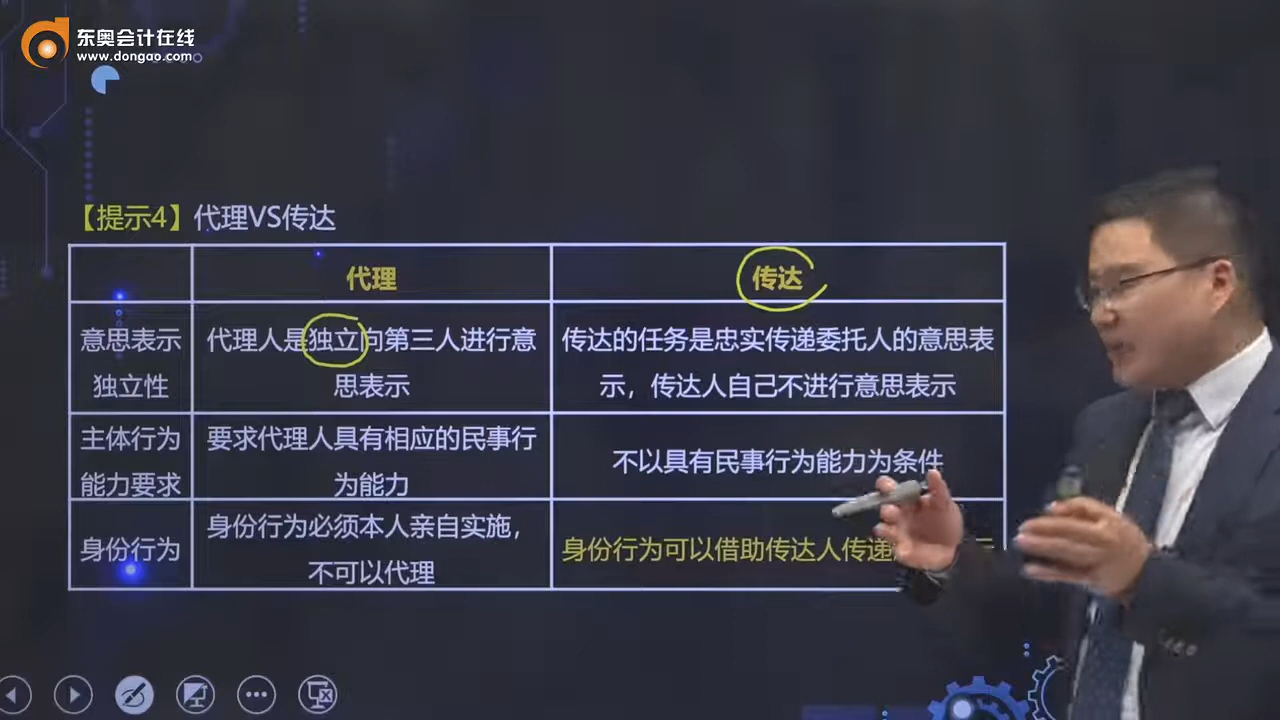 东奥会计在线
www.dongao.com
【提示4】代理VS传达
代理
传达
意思表示
独立性
代理人是独立向第三人进行意
思表示
传达的任务是忠实传递委托人的意思表
示，传达人自己不进行意思表示
主体行为
能力要求
要求代理人具有相应的民事行
为能力
不以具有民事行为能力为条件
身份行为
身份行为必须本人亲自实施，
不可以代理
身份行为可以借助传达人传递
示